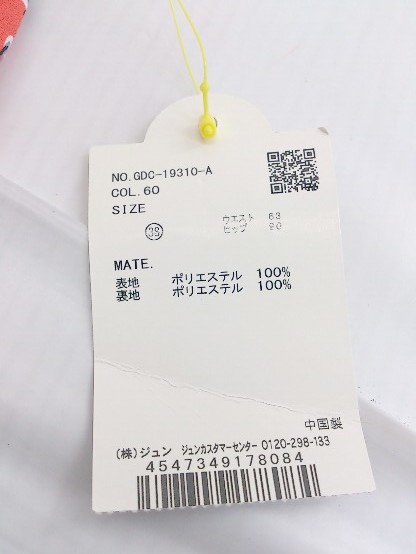 NO.GDC-19310-A
COL.60
SIZE
38 ウエスト 63
ヒップ 90
MATE.
表地 ポリエステル 100%
裏地 ポリエステル 100%
中国製
(株)ジュン ジュンカスタマーセンター 0120-298-133
4547349178084